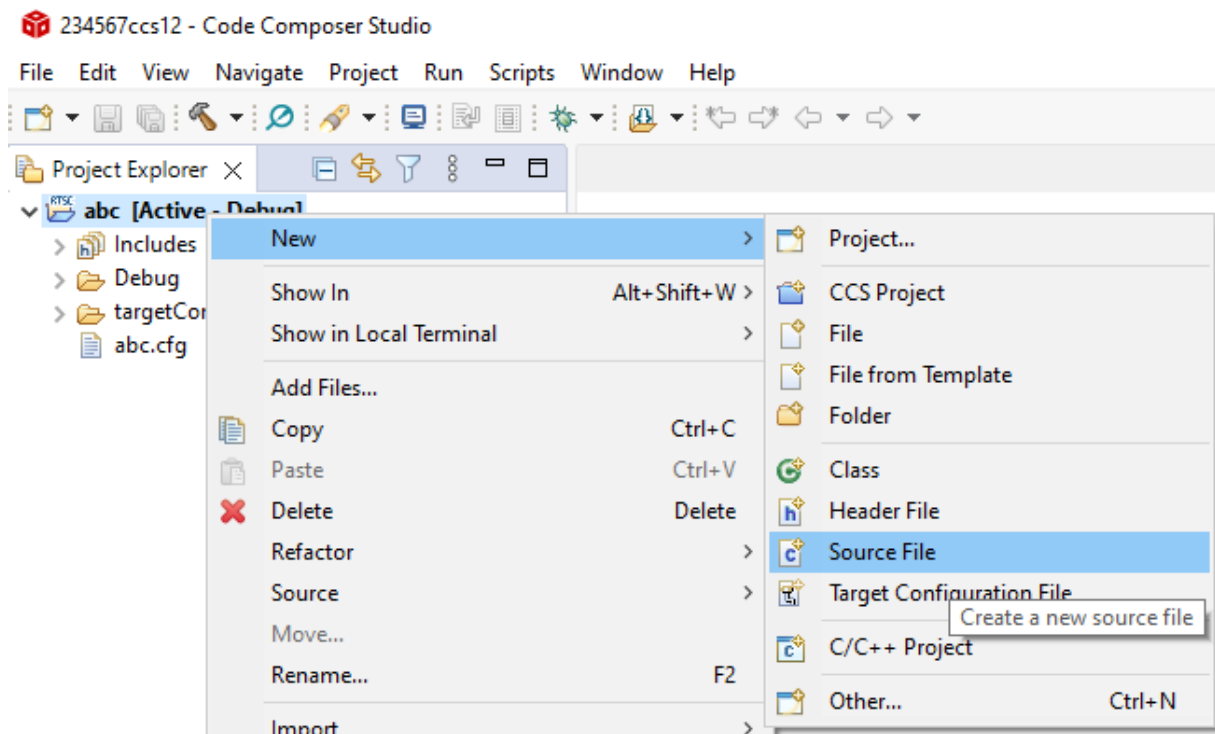 234567ccs12 - Code Composer Studio
File Edit View Navigate Project Run Scripts Window Help
Project Explorer
RTSC
abc [Active - Debug]
Includes
Debug
targetCon
abc.cfg
New
Show In Alt+Shift+W
Show in Local Terminal
Add Files...
Copy Ctrl+C
Paste Ctrl+V
Delete Delete
Refactor
Source
Move...
Rename... F2
Import
Project...
CCS Project
File
File from Template
Folder
Class
Header File
Source File
Target Configuration File
Create a new source file
C/C++ Project
Other... Ctrl+N